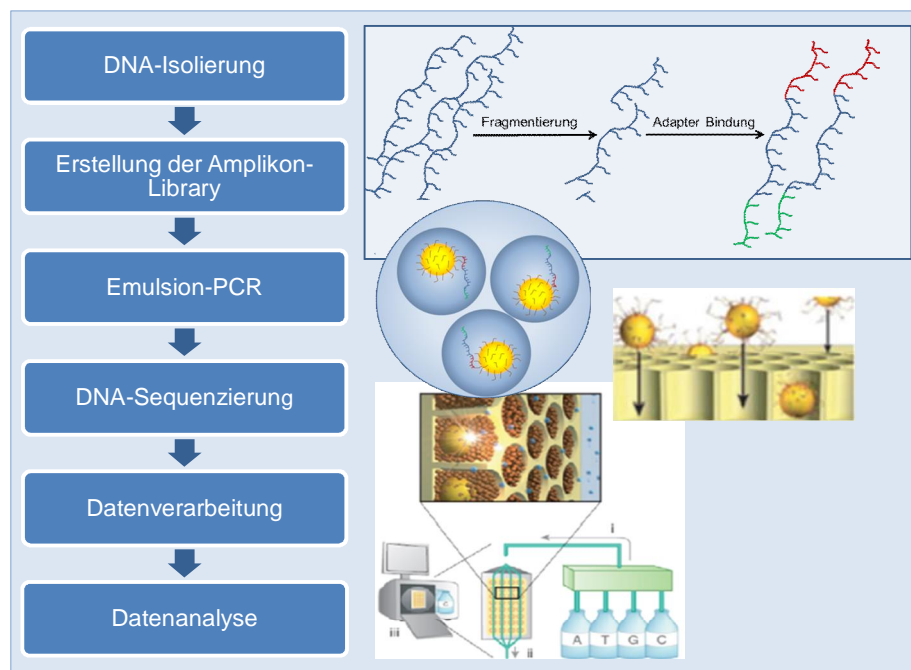 DNA-Isolierung
Erstellung der Amplikon-
Library
Emulsion-PCR
DNA-Sequenzierung
Datenverarbeitung
Datenanalyse
Fragmentierung
Adapter Bindung
i
A T G C
C
iii
ii